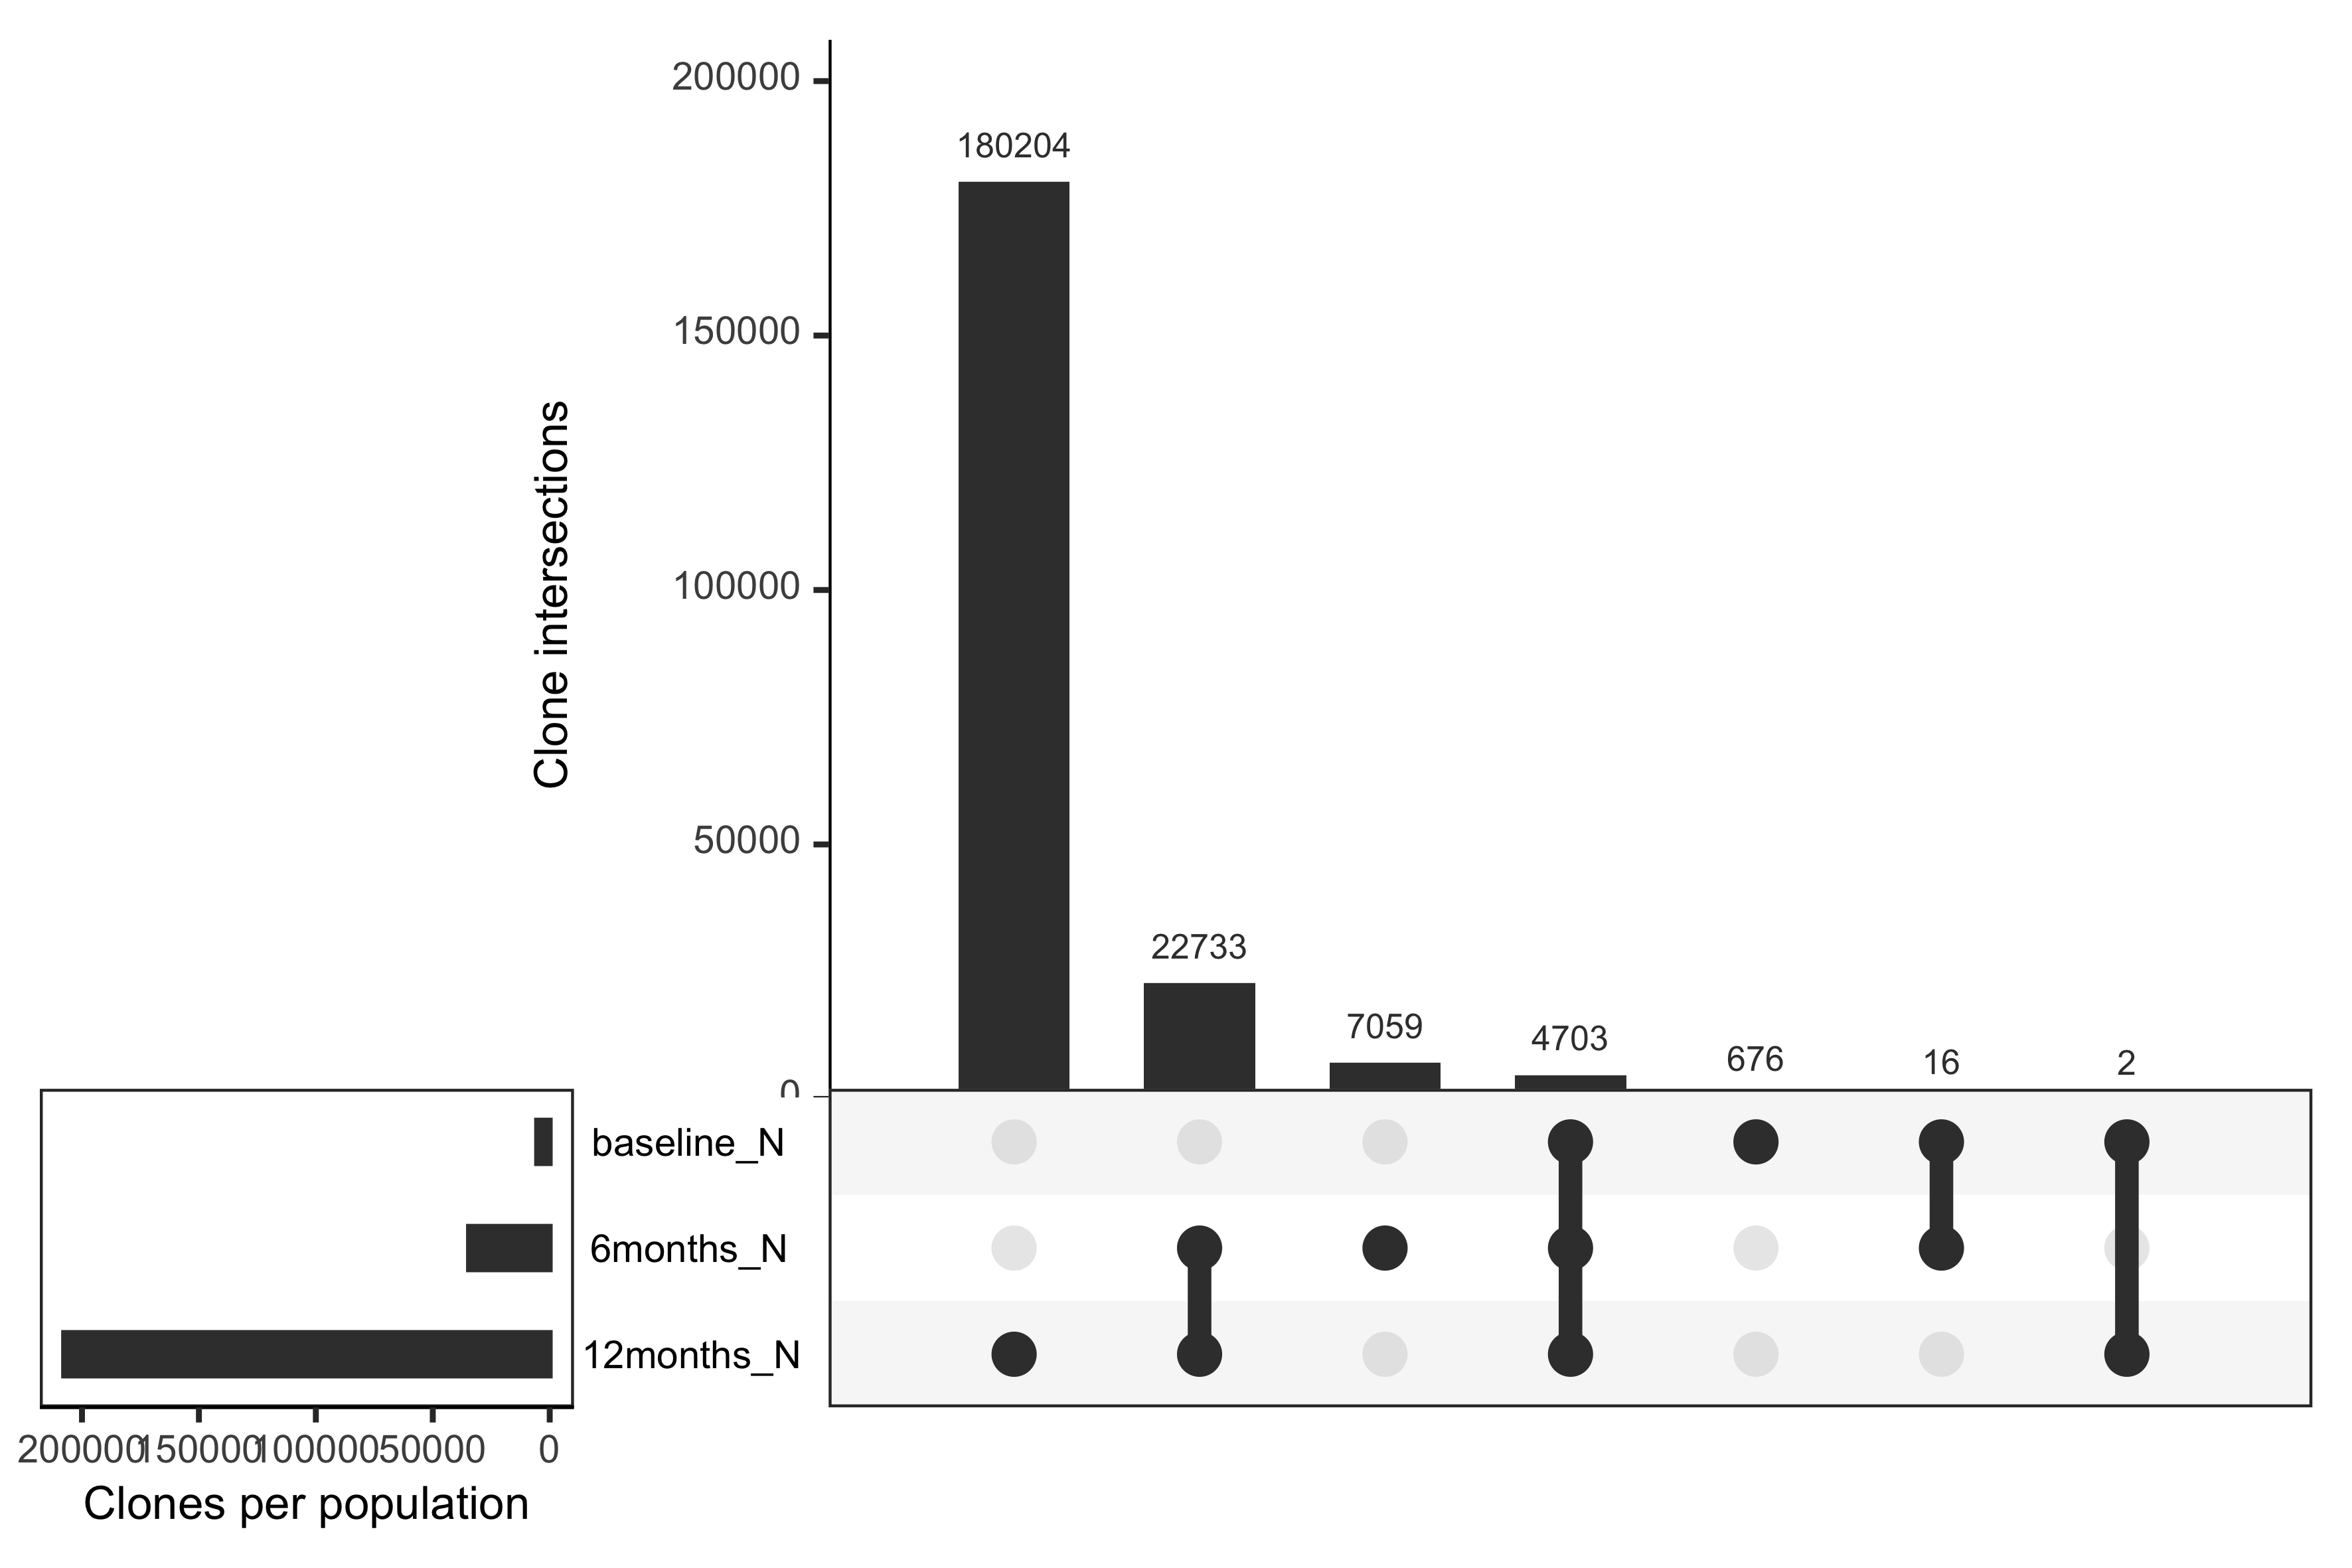 200000
180204
150000
Clone intersections
100000
50000
22733
7059
4703
676
16
2
0
baseline_N
6months_N
12months_N
200000 150000 100000 50000 0
Clones per population